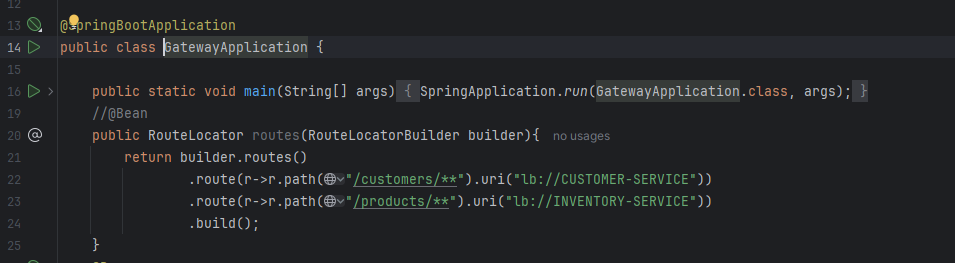 12
13 @SpringBootApplication
14 public class GatewayApplication {
15
16 public static void main(String[] args) { SpringApplication.run(GatewayApplication.class, args); }
19 //@Bean
20 public RouteLocator routes(RouteLocatorBuilder builder){ no usages
21 return builder.routes()
22 .route(r->r.path("/customers/**").uri("lb://CUSTOMER-SERVICE"))
23 .route(r->r.path("/products/**").uri("lb://INVENTORY-SERVICE"))
24 .build();
25 }